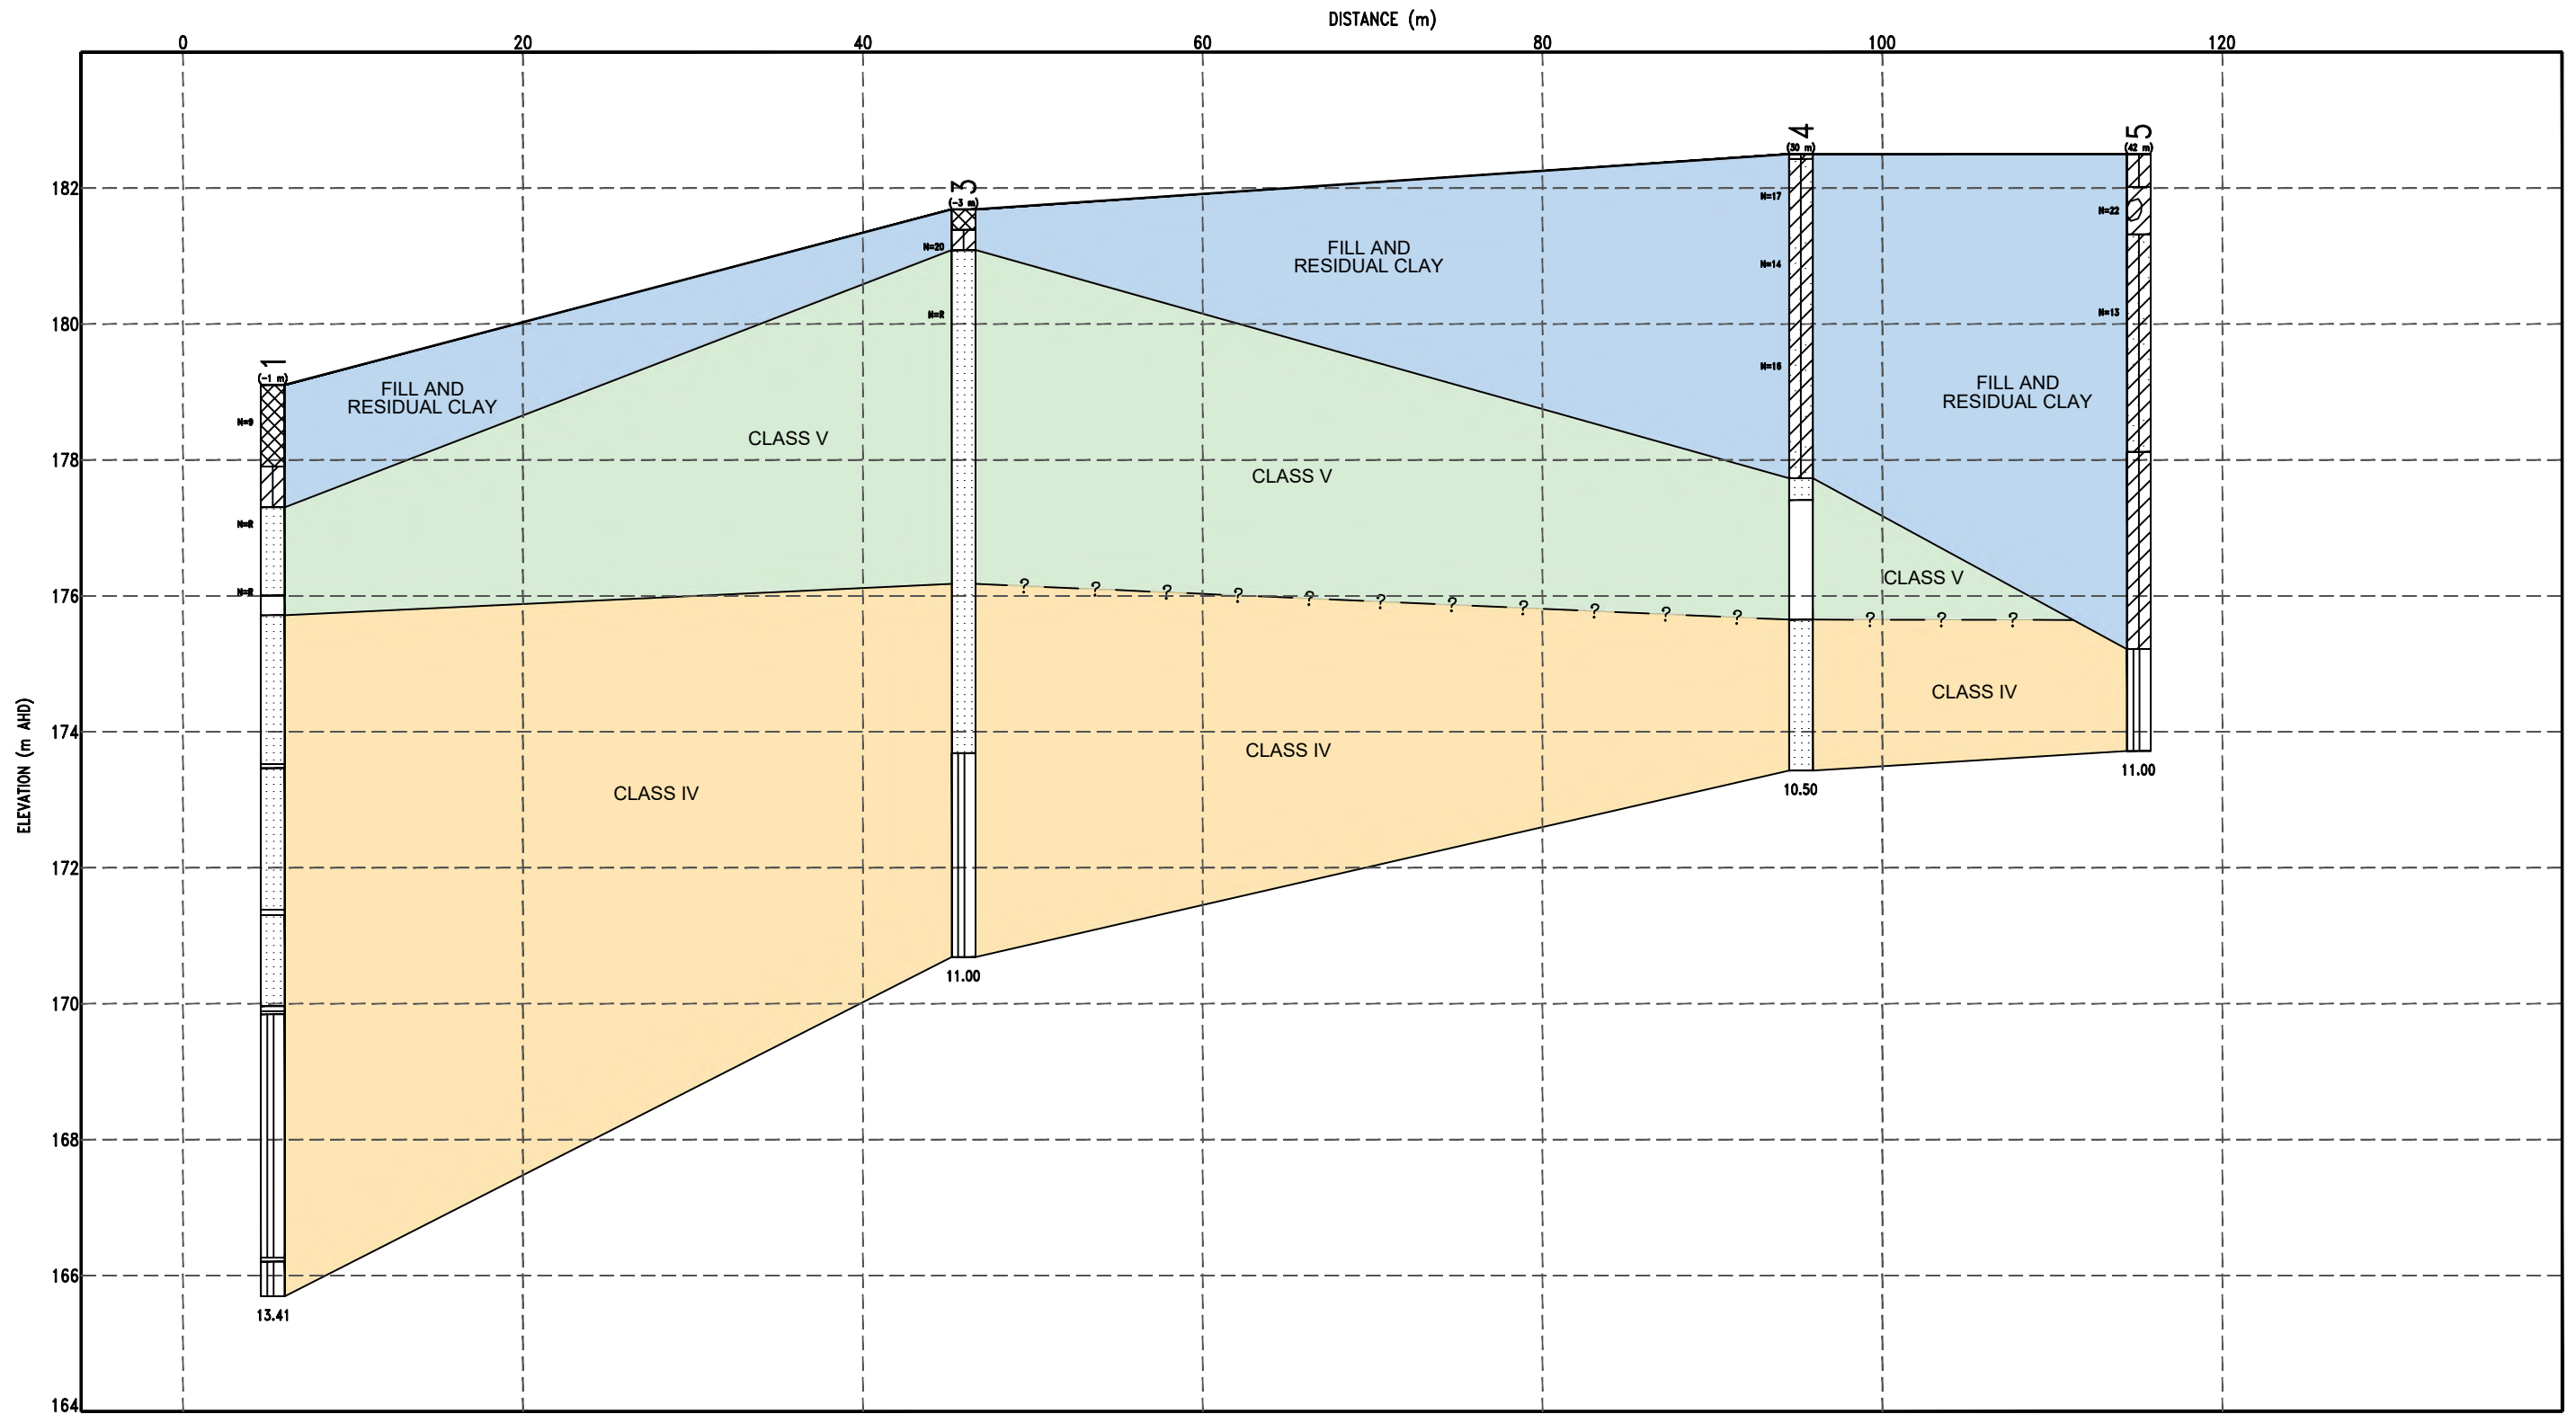 DISTANCE (m)
0 20 40 60 80 100 120
ELEVATION (m AHD)
182
180
178
176
174
172
170
168
166
164
1
(-1 m)
N=9
N=R
N=R
13.41
3
(-3 m)
N=20
N=R
11.00
4
(30 m)
N=17
N=14
N=16
10.50
5
(42 m)
N=22
N=13
11.00
FILL AND
RESIDUAL CLAY
FILL AND
RESIDUAL CLAY
FILL AND
RESIDUAL CLAY
CLASS V
CLASS V
CLASS V
? ? ? ? ? ? ? ? ? ? ? ? ? ?
CLASS IV
CLASS IV
CLASS IV